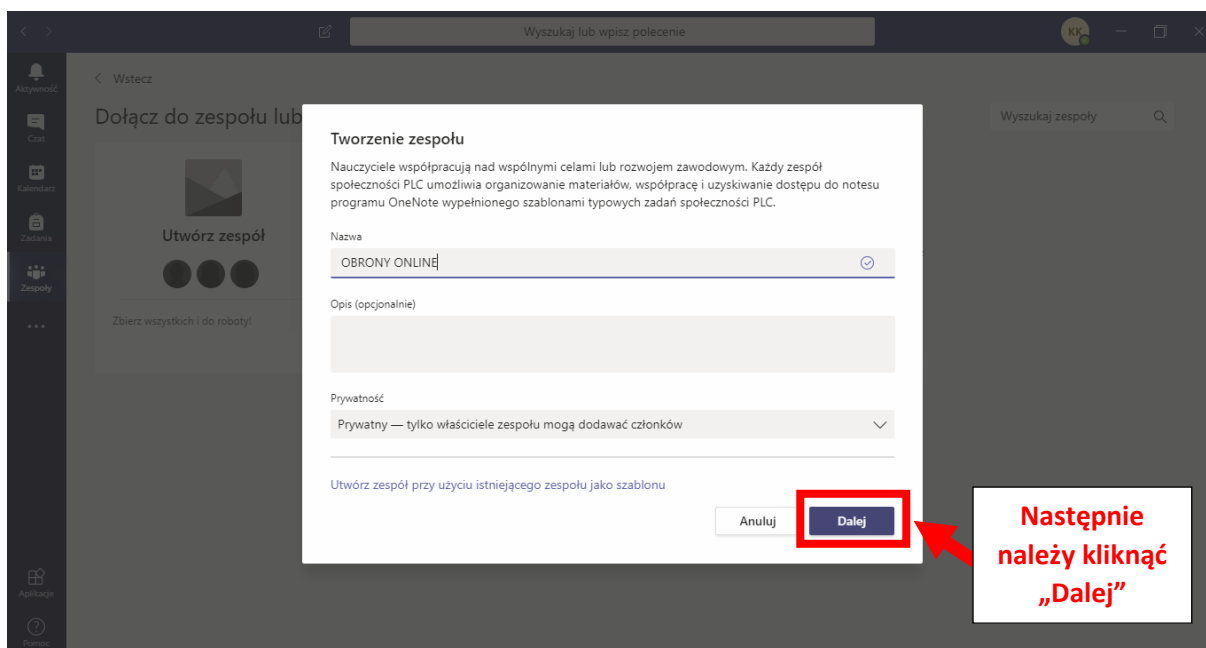 Wyszukaj lub wpisz polecenie
KK
Aktywność
Czat
Kalendarz
Zadania
Zespoły
Aplikacje
Pomoc
Wstecz
Dołącz do zespołu lub
Wyszukaj zespoły
Utwórz zespół
Zbierz wszystkich i do roboty!
Tworzenie zespołu
Nauczyciele współpracują nad wspólnymi celami lub rozwojem zawodowym. Każdy zespół
społeczności PLC umożliwia organizowanie materiałów, współpracę i uzyskiwanie dostępu do notesu
programu OneNote wypełnionego szablonami typowych zadań społeczności PLC.
Nazwa
OBRONY ONLINE
Opis (opcjonalnie)
Prywatność
Prywatny — tylko właściciele zespołu mogą dodawać członków
Utwórz zespół przy użyciu istniejącego zespołu jako szablonu
Anuluj
Dalej
Następnie
należy kliknąć
„Dalej”